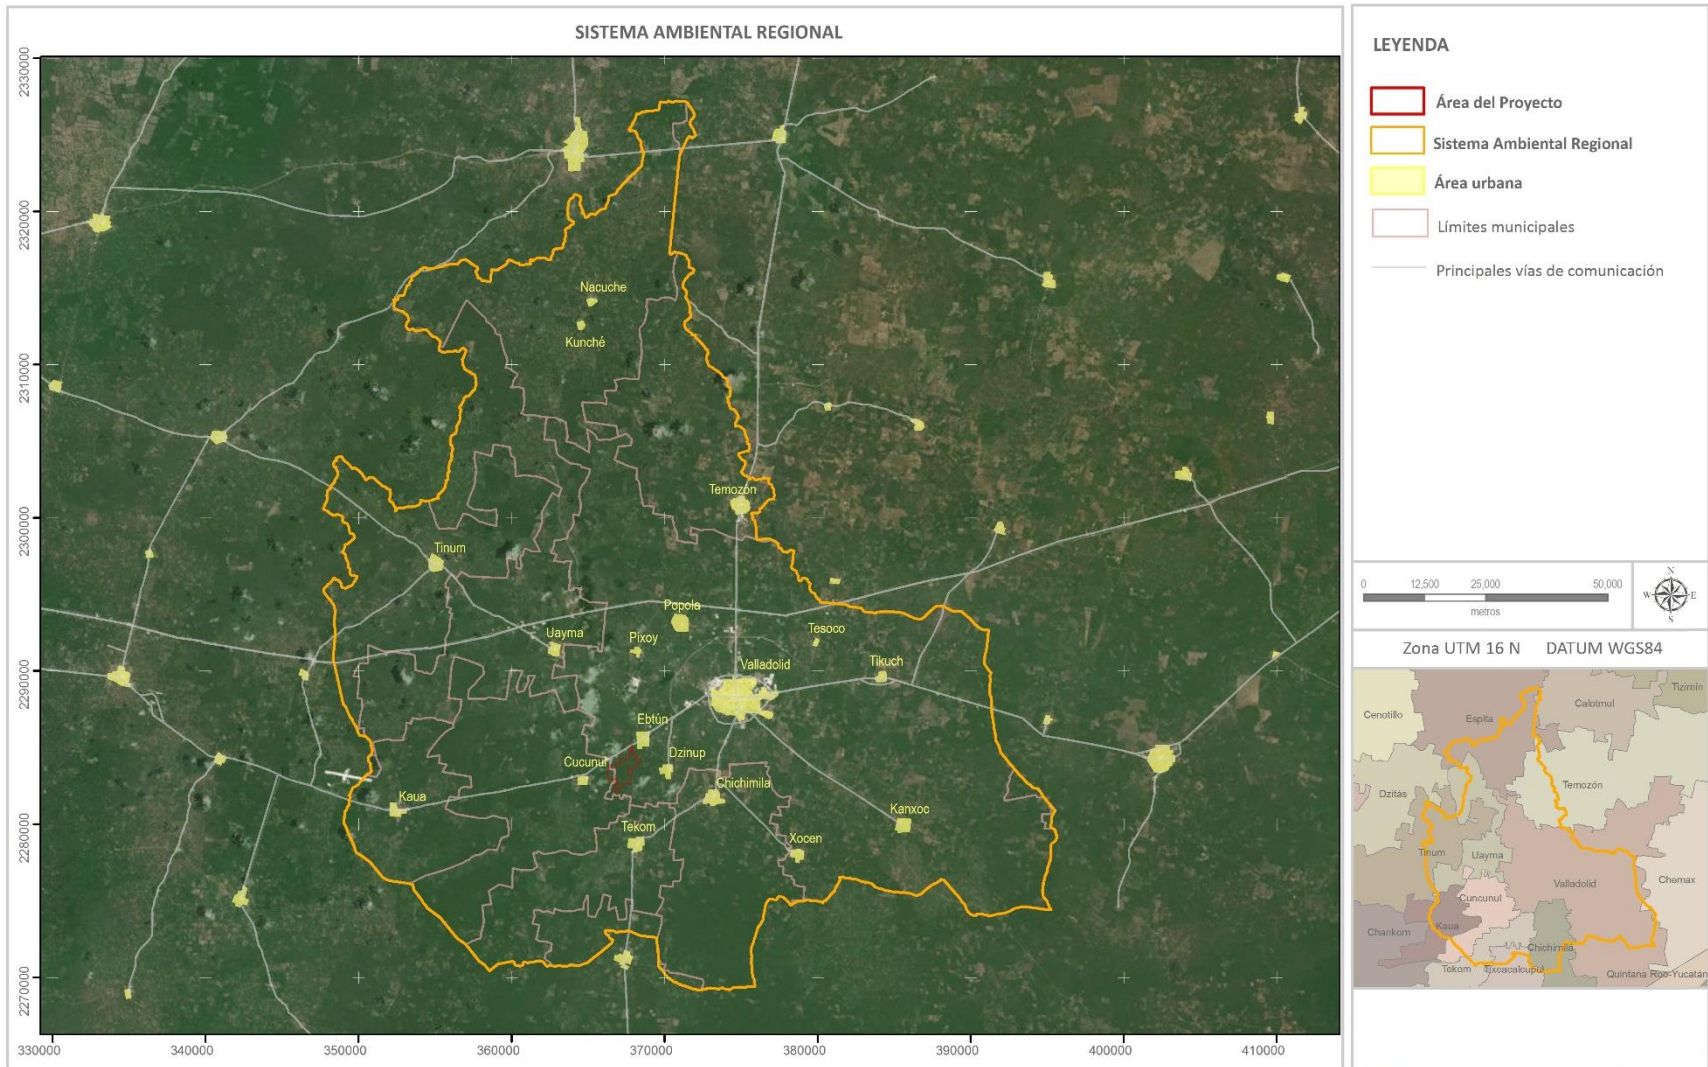 SISTEMA AMBIENTAL REGIONAL
2330000
2320000
2310000
2300000
2290000
2280000
2270000
330000
340000
350000
360000
370000
380000
390000
400000
410000
Nacuche
Kunché
Temozón
Tinum
Popola
Uayma
Pixoy
Tesoco
Valladolid
Tikuch
Ebtún
Dzinup
Cucunul
Chichimila
Kaua
Kanxoc
Tekom
Xocen
LEYENDA
Área del Proyecto
Sistema Ambiental Regional
Área urbana
Límites municipales
Principales vías de comunicación
0 12,500 25,000 50,000
metros
N
W E
S
Zona UTM 16 N DATUM WGS84
Tizimín
Cenotillo
Espita
Calotmul
Temozón
Dzitás
Tinum
Uayma
Valladolid
Chemax
Cuncunul
Kaua
Chankom
Chichimilá
Tekom
Tixcacalcupul
Quintana Roo-Yucatán